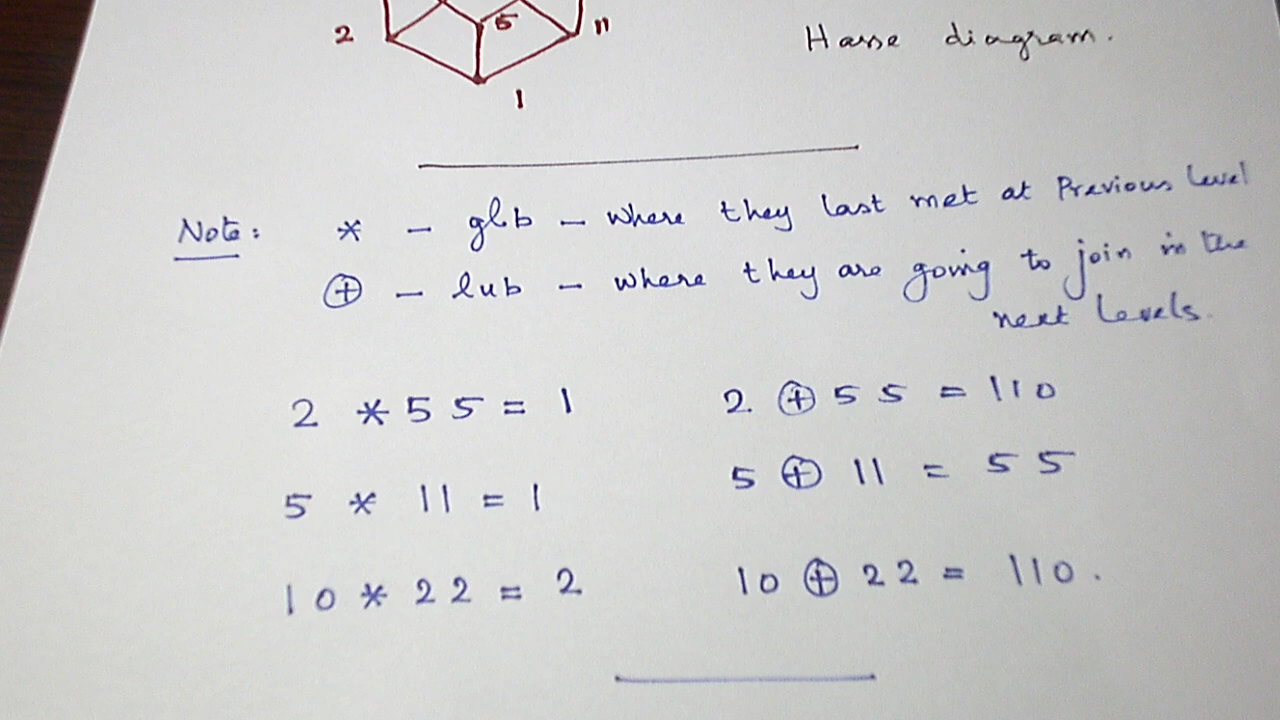 2 5 11
Hasse diagram.
1
Note: * - glb - where they last met at Previous Level
⊕ - lub - where they are going to join in the
next Levels.
2 * 55 = 1 2 ⊕ 55 = 110
5 * 11 = 1 5 ⊕ 11 = 55
10 * 22 = 2 10 ⊕ 22 = 110.